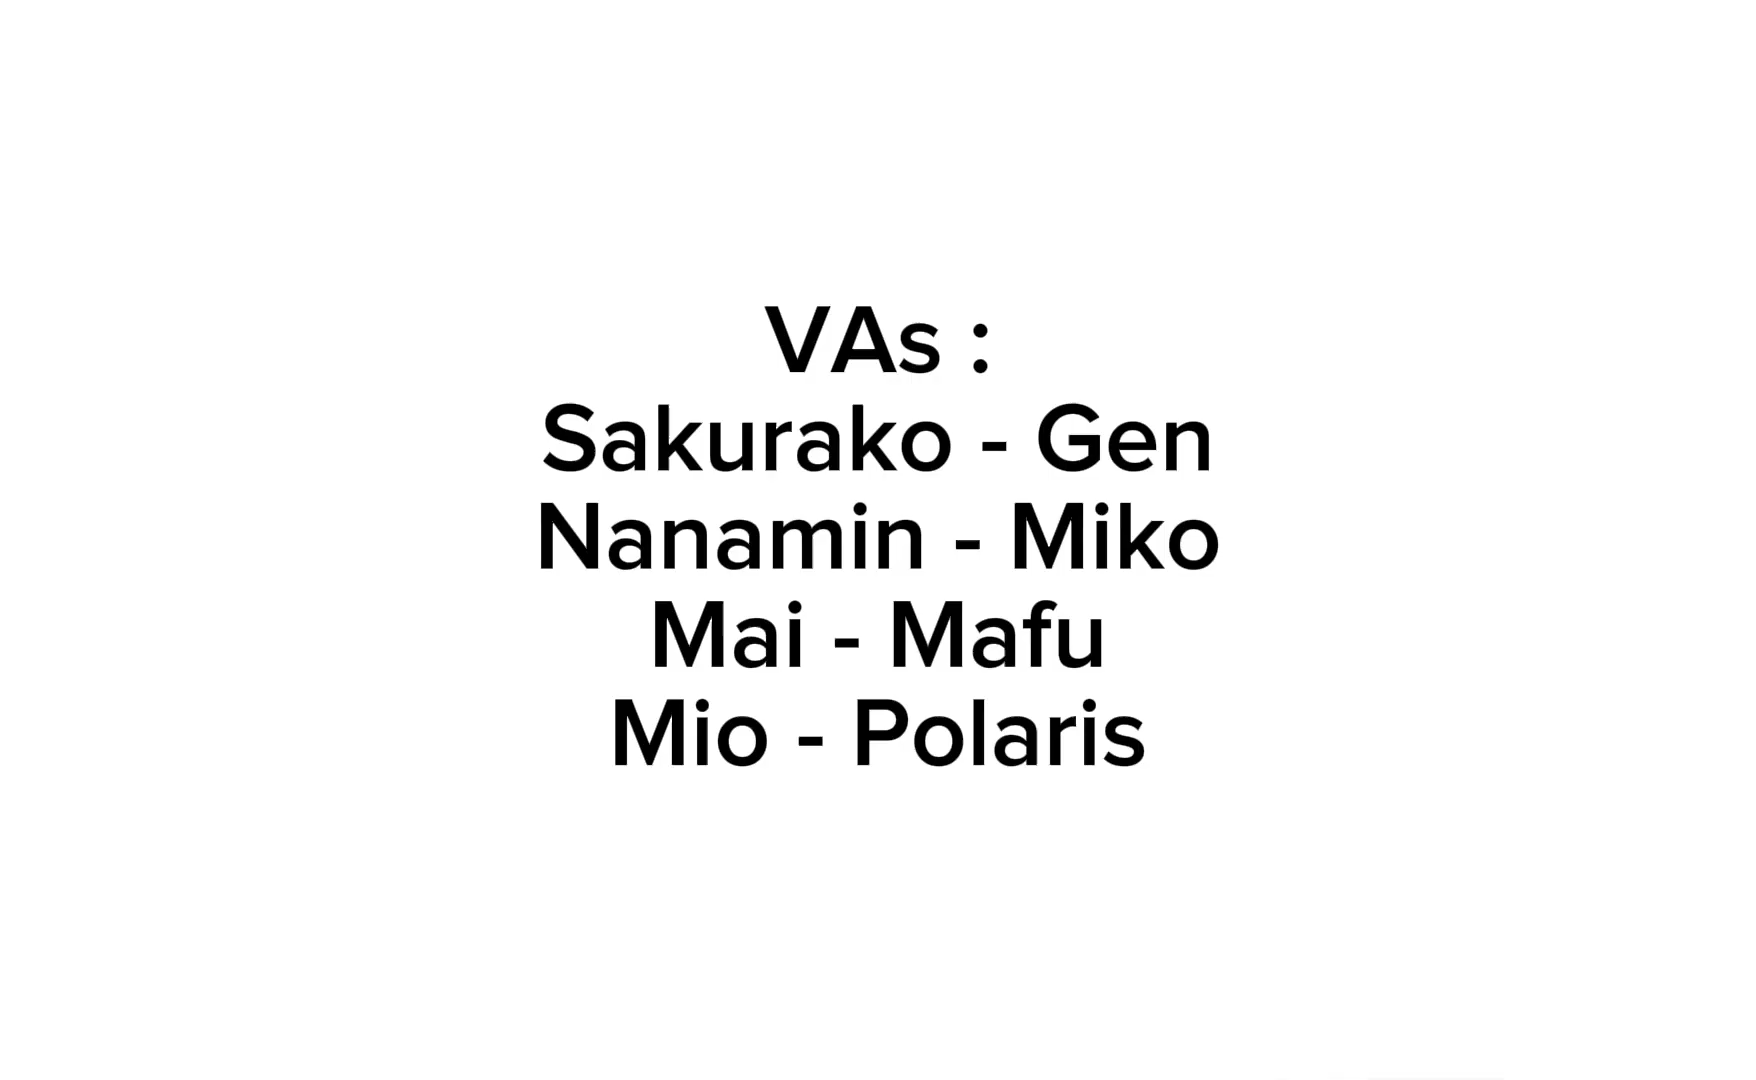 VAs :
Sakurako - Gen
Nanamin - Miko
Mai - Mafu
Mio - Polaris